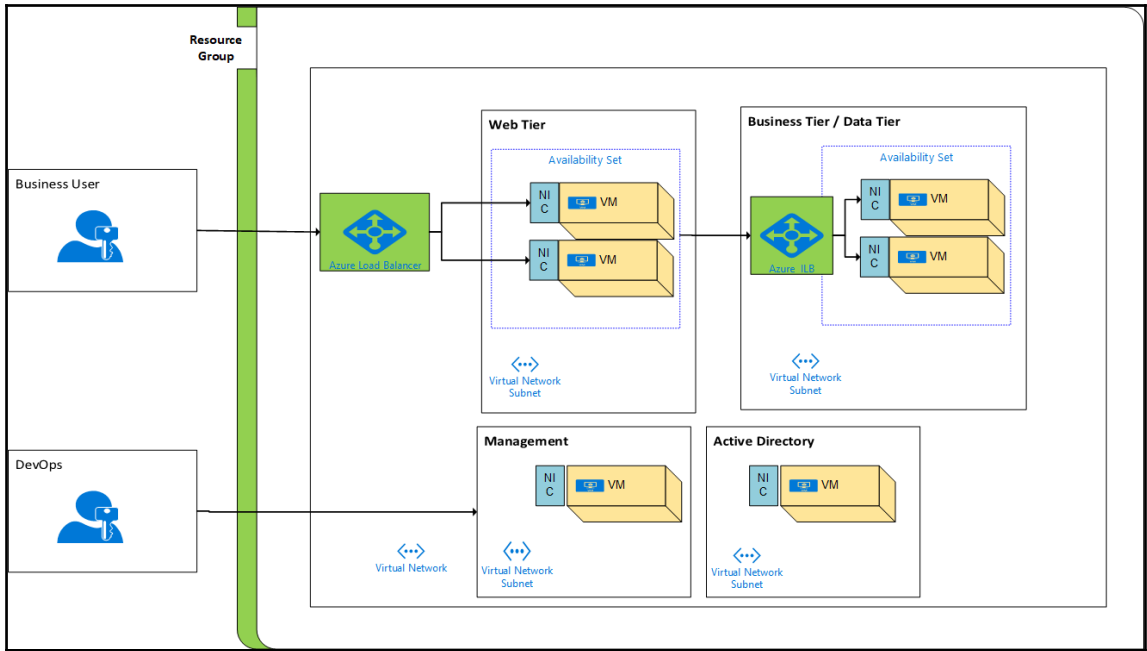 Resource
Group
Business User
Azure Load Balancer
Web Tier
Availability Set
NI
C
VM
NI
C
VM
Virtual Network
Subnet
Business Tier / Data Tier
Availability Set
Azure ILB
NI
C
VM
NI
C
VM
Virtual Network
Subnet
DevOps
Virtual Network
Management
NI
C
VM
Virtual Network
Subnet
Active Directory
NI
C
VM
Virtual Network
Subnet